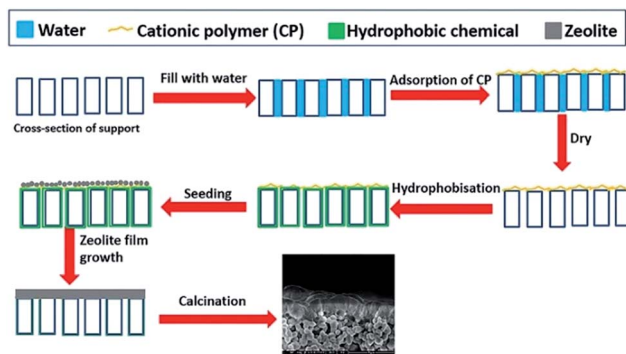 Water Cationic polymer (CP) Hydrophobic chemical Zeolite
Fill with water
Adsorption of CP
Cross-section of support
Dry
Hydrophobisation
Seeding
Zeolite film
growth
Calcination